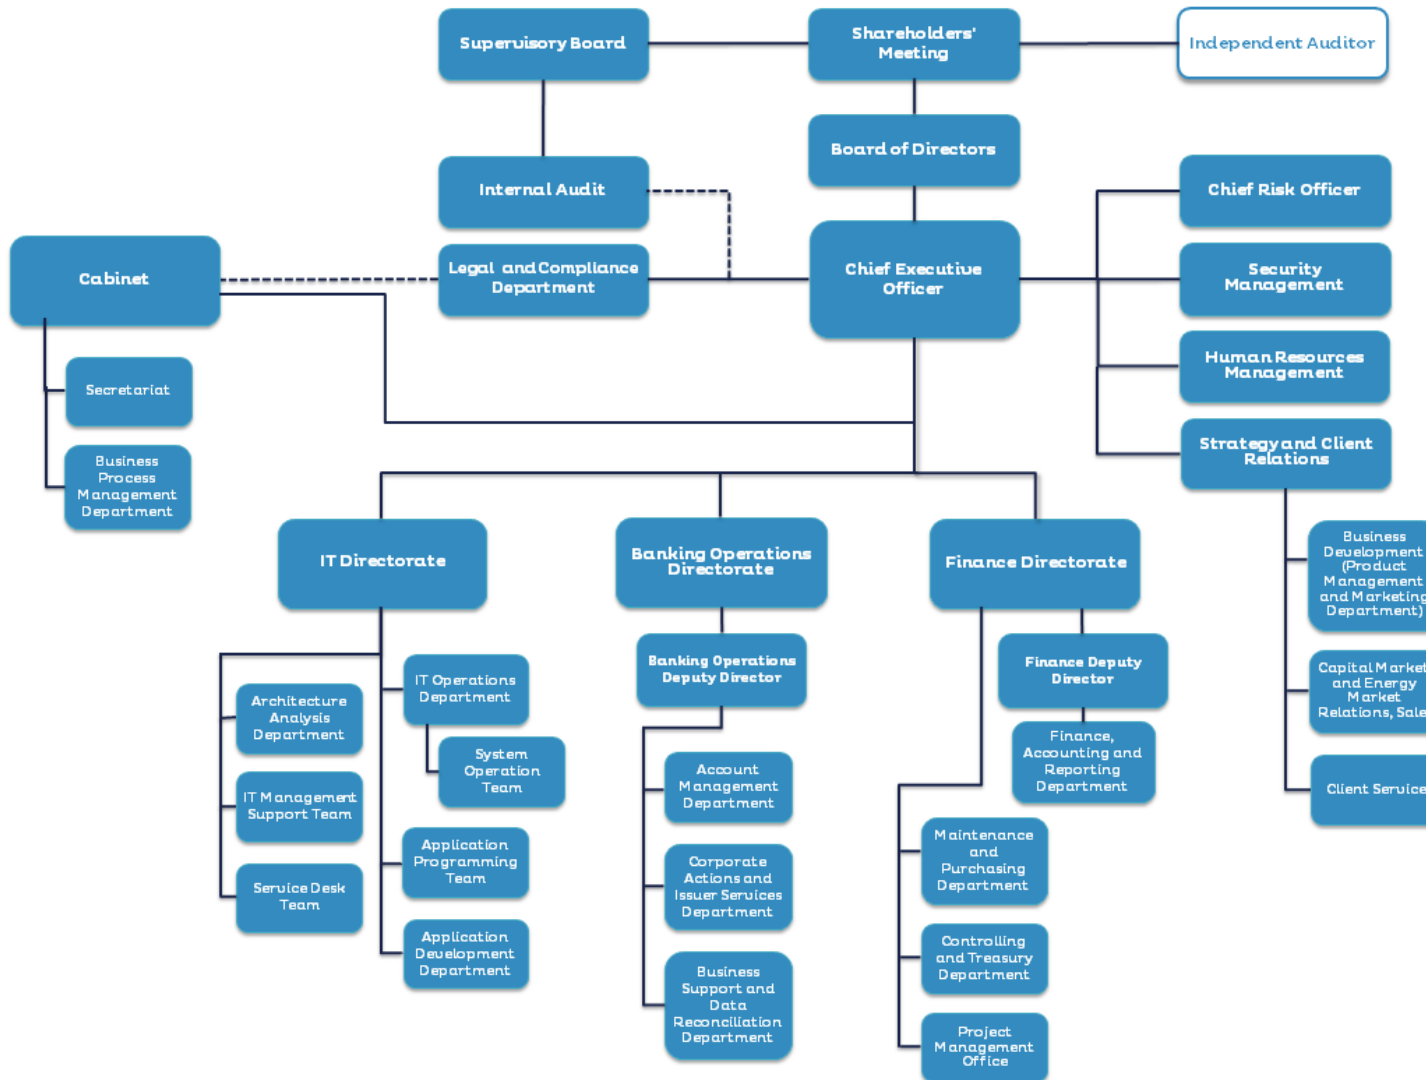 Supervisory Board
Shareholders'
Meeting
Independent Auditor
Board of Directors
Internal Audit
Chief Risk Officer
Cabinet
Legal and Compliance
Department
Chief Executive
Officer
Security
Management
Human Resources
Management
Secretariat
Strategy and Client
Relations
Business
Process
Management
Department
IT Directorate
Banking Operations
Directorate
Finance Directorate
Business
Development
(Product
Management
and Marketing
Department)
Banking Operations
Deputy Director
Finance Deputy
Director
IT Operations
Department
Architecture
Analysis
Department
Capital Market
and Energy
Market
Relations, Sale
System
Operation
Team
Finance,
Accounting and
Reporting
Department
Account
Management
Department
IT Management
Support Team
Client Service
Application
Programming
Team
Maintenance
and
Purchasing
Department
Corporate
Actions and
Issuer Services
Department
Service Desk
Team
Application
Development
Department
Controlling
and Treasury
Department
Business
Support and
Data
Reconciliation
Department
Project
Management
Office